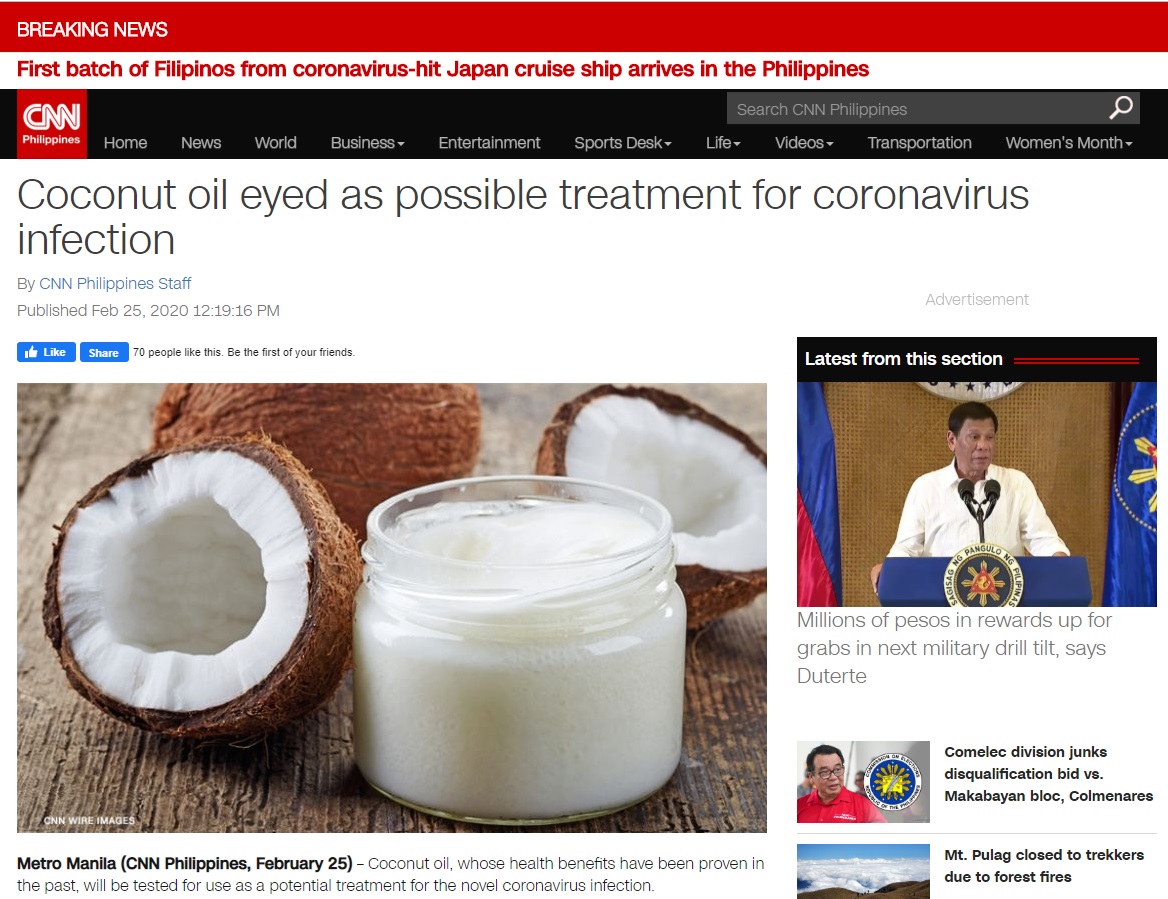 BREAKING NEWS
First batch of Filipinos from coronavirus-hit Japan cruise ship arrives in the Philippines
CNN
Philippines
Search CNN Philippines
Home News World Business Entertainment Sports Desk Life Videos Transportation Women's Month
Coconut oil eyed as possible treatment for coronavirus
infection
By CNN Philippines Staff
Published Feb 25, 2020 12:19:16 PM
Like Share 70 people like this. Be the first of your friends.
CNN WIRE IMAGES
Metro Manila (CNN Philippines, February 25) – Coconut oil, whose health benefits have been proven in
the past, will be tested for use as a potential treatment for the novel coronavirus infection.
Advertisement
Latest from this section
SAGISAG NG PANGULO NG PILIPINAS
Millions of pesos in rewards up for
grabs in next military drill tilt, says
Duterte
COMMISSION ON ELECTIONS
REPUBLIC OF THE PHILIPPINES
Comelec division junks
disqualification bid vs.
Makabayan bloc, Colmenares
Mt. Pulag closed to trekkers
due to forest fires